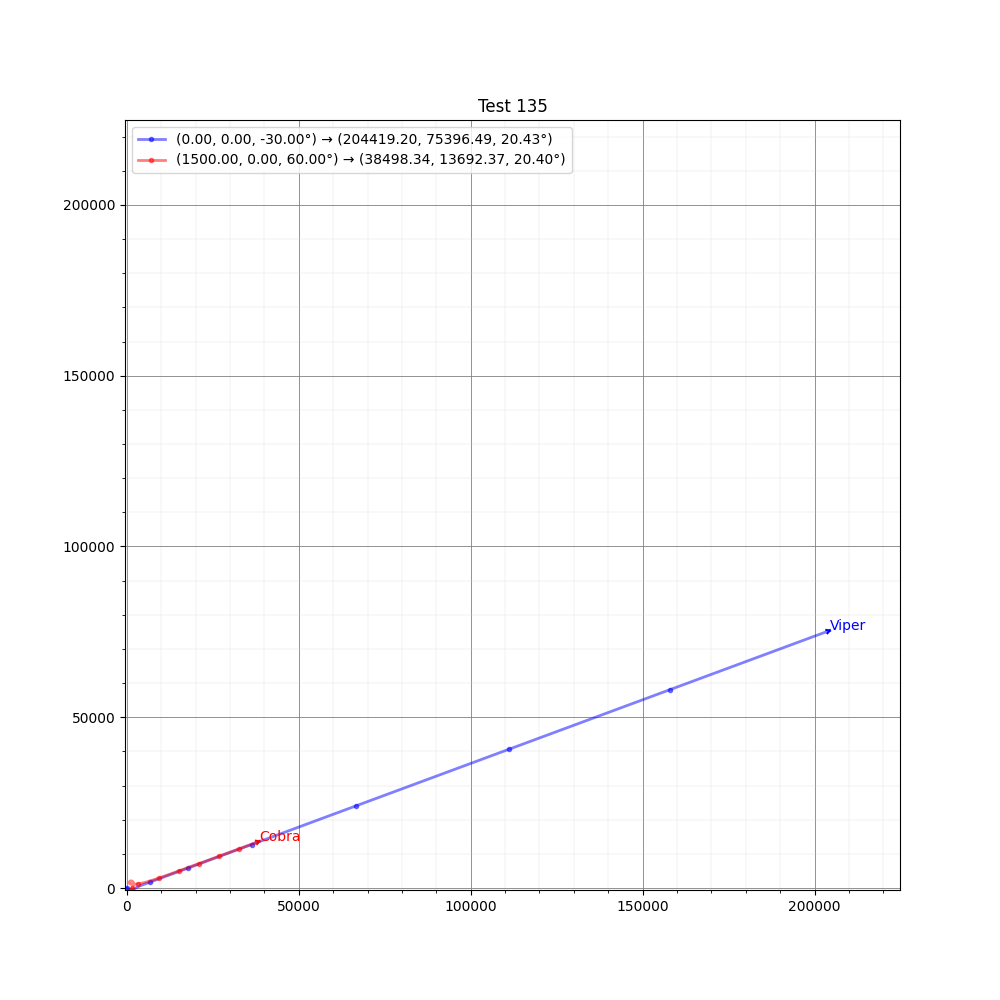 Test 135
(0.00, 0.00, -30.00°) → (204419.20, 75396.49, 20.43°)
(1500.00, 0.00, 60.00°) → (38498.34, 13692.37, 20.40°)
200000
150000
100000
Viper
50000
Cobra
0
0 50000 100000 150000 200000